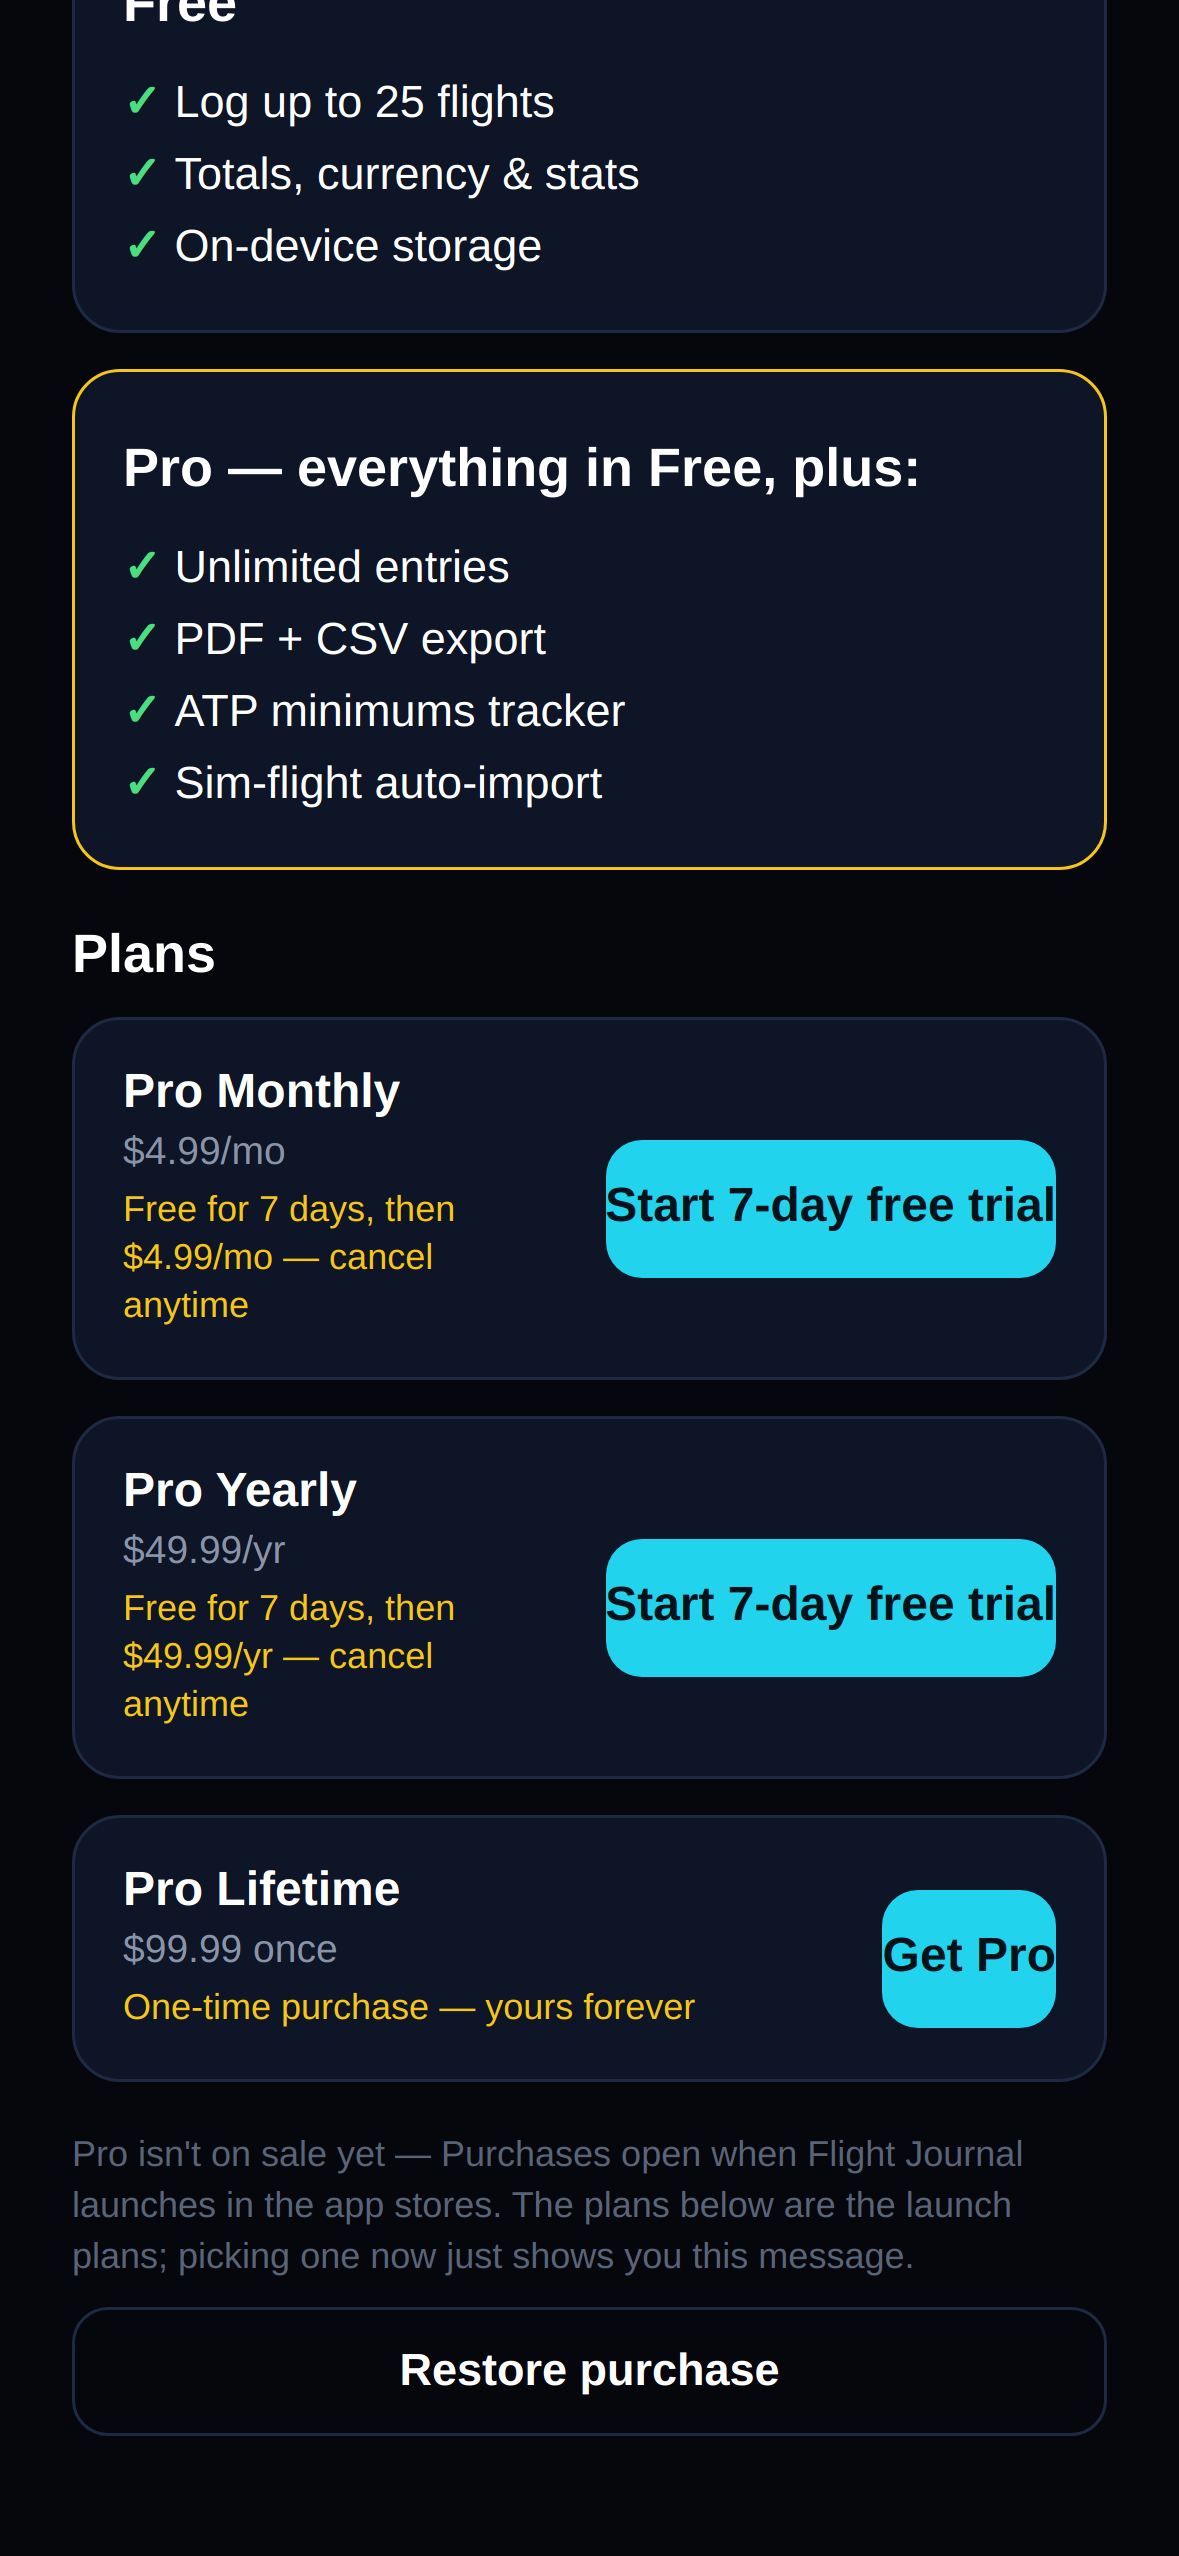 Free
✓ Log up to 25 flights
✓ Totals, currency & stats
✓ On-device storage
Pro — everything in Free, plus:
✓ Unlimited entries
✓ PDF + CSV export
✓ ATP minimums tracker
✓ Sim-flight auto-import
Plans
Pro Monthly
$4.99/mo
Free for 7 days, then
$4.99/mo — cancel
anytime
Start 7-day free trial
Pro Yearly
$49.99/yr
Free for 7 days, then
$49.99/yr — cancel
anytime
Start 7-day free trial
Pro Lifetime
$99.99 once
One-time purchase — yours forever
Get Pro
Pro isn't on sale yet — Purchases open when Flight Journal
launches in the app stores. The plans below are the launch
plans; picking one now just shows you this message.
Restore purchase